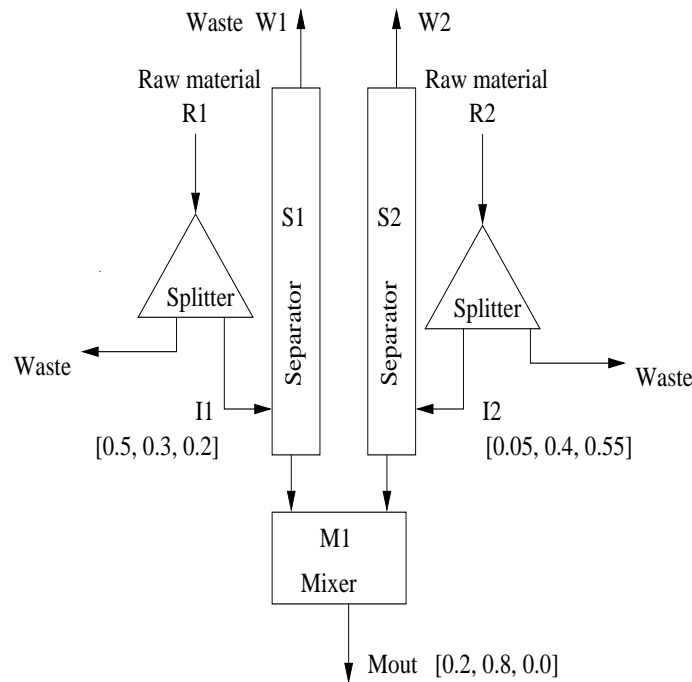 Waste W1
W2
Raw material
R1
Raw material
R2
S1
S2
Splitter
Separator
Separator
Splitter
Waste
Waste
I1
I2
[0.5, 0.3, 0.2]
[0.05, 0.4, 0.55]
M1
Mixer
Mout [0.2, 0.8, 0.0]